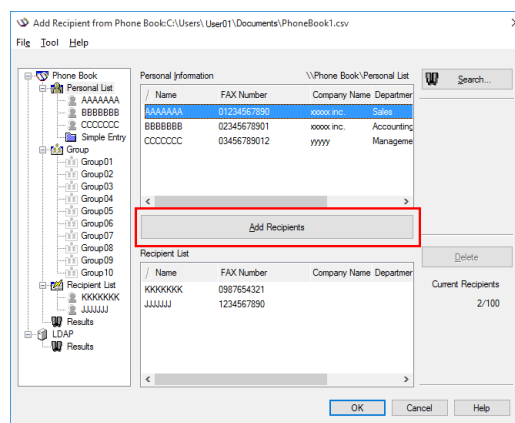 Add Recipient from Phone Book:C:\Users\ User01\Documents\PhoneBook1.csv
File Tool Help
Phone Book
Personal List
AAAAAAA
BBBBBBB
CCCCCCC
Simple Entry
Group
Group01
Group02
Group03
Group04
Group05
Group06
Group07
Group08
Group09
Group10
Recipient List
KKKKKKK
JJJJJJJ
Results
LDAP
Results
Personal Information \\Phone Book\Personal List
/ Name FAX Number Company Name Departmer
AAAAAAA 01234567890 xxxxx inc. Sales
BBBBBBB 02345678901 xxxxx inc. Accounting
CCCCCCC 03456789012 yyyyy Manageme
Add Recipients
Recipient List
/ Name FAX Number Company Name Departmer
KKKKKKK 0987654321
JJJJJJJ 1234567890
Search...
Delete
Current Recipients
2/100
OK Cancel Help